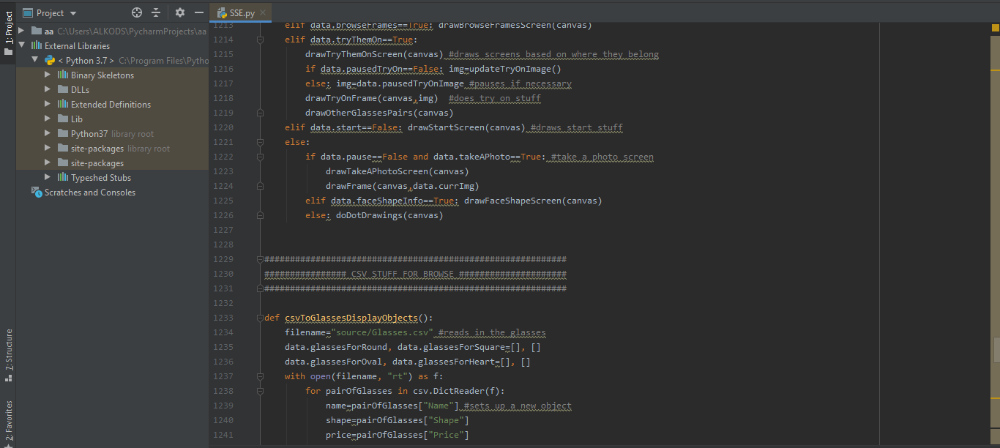 Project
SSE.py
1: Project
aa C:\Users\ALKODS\PycharmProjects\aa
External Libraries
< Python 3.7 > C:\Program Files\Pytho
Binary Skeletons
DLLs
Extended Definitions
Lib
Python37 library root
site-packages library root
site-packages
Typeshed Stubs
Scratches and Consoles
7: Structure
2: Favorites
1213 elif data.browseFrames==True: drawBrowseFramesScreen(canvas)
1214 elif data.tryThemOn==True:
1215 drawTryThemOnScreen(canvas) #draws screens based on where they belong
1216 if data.pausedTryOn==False: img=updateTryOnImage()
1217 else: img=data.pausedTryOnImage #pauses if necessary
1218 drawTryOnFrame(canvas,img)  #does try on stuff
1219 drawOtherGlassesPairs(canvas)
1220 elif data.start==False: drawStartScreen(canvas) #draws start stuff
1221 else:
1222 if data.pause==False and data.takeAPhoto==True: #take a photo screen
1223 drawTakeAPhotoScreen(canvas)
1224 drawFrame(canvas,data.currImg)
1225 elif data.faceShapeInfo==True: drawFaceShapeScreen(canvas)
1226 else: doDotDrawings(canvas)
1227
1228
1229 ###########################################################
1230 ################ CSV STUFF FOR BROWSE #####################
1231 ###########################################################
1232
1233 def csvToGlassesDisplayObjects():
1234 filename="source/Glasses.csv" #reads in the glasses
1235 data.glassesForRound, data.glassesForSquare=[], []
1236 data.glassesForOval, data.glassesForHeart=[], []
1237 with open(filename, "rt") as f:
1238 for pairOfGlasses in csv.DictReader(f):
1239 name=pairOfGlasses["Name"] #sets up a new object
1240 shape=pairOfGlasses["Shape"]
1241 price=pairOfGlasses["Price"]